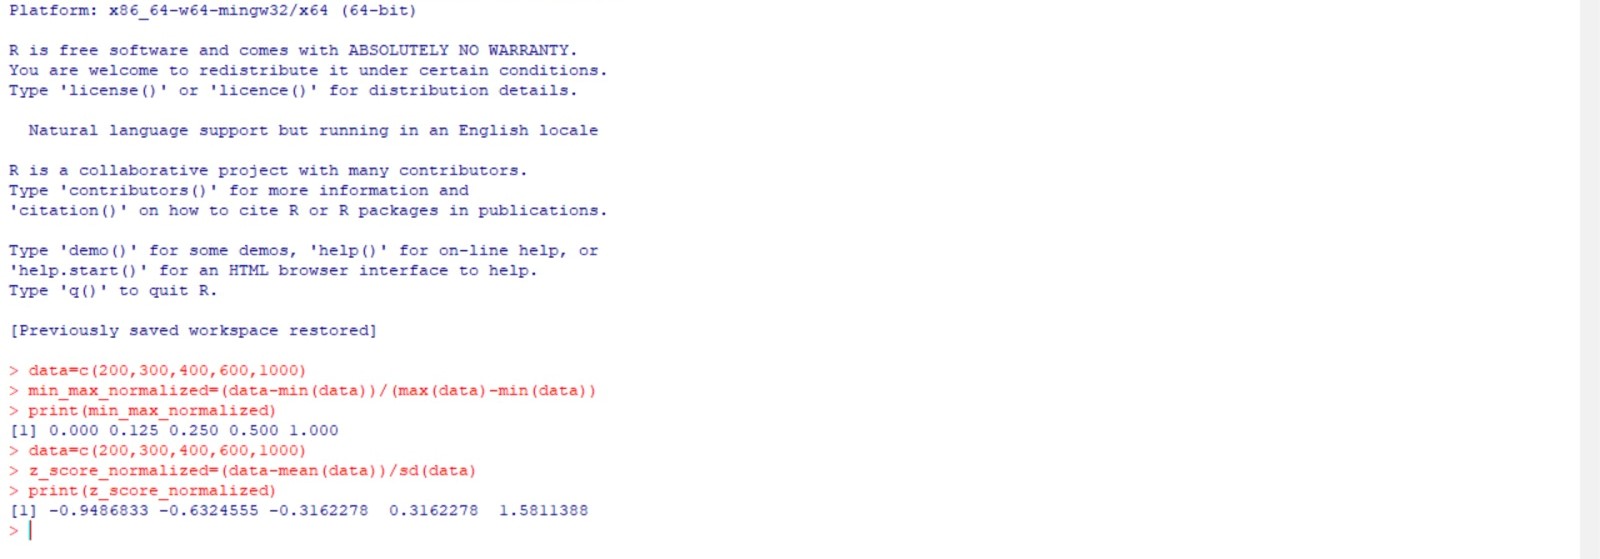 Platform: x86_64-w64-mingw32/x64 (64-bit)
R is free software and comes with ABSOLUTELY NO WARRANTY.
You are welcome to redistribute it under certain conditions.
Type 'license()' or 'licence()' for distribution details.
Natural language support but running in an English locale
R is a collaborative project with many contributors.
Type 'contributors()' for more information and
'citation()' on how to cite R or R packages in publications.
Type 'demo()' for some demos, 'help()' for on-line help, or
'help.start()' for an HTML browser interface to help.
Type 'q()' to quit R.
[Previously saved workspace restored]
> data=c(200,300,400,600,1000)
> min_max_normalized=(data-min(data))/(max(data)-min(data))
> print(min_max_normalized)
[1] 0.000 0.125 0.250 0.500 1.000
> data=c(200,300,400,600,1000)
> z_score_normalized=(data-mean(data))/sd(data)
> print(z_score_normalized)
[1] -0.9486833 -0.6324555 -0.3162278  0.3162278  1.5811388
>